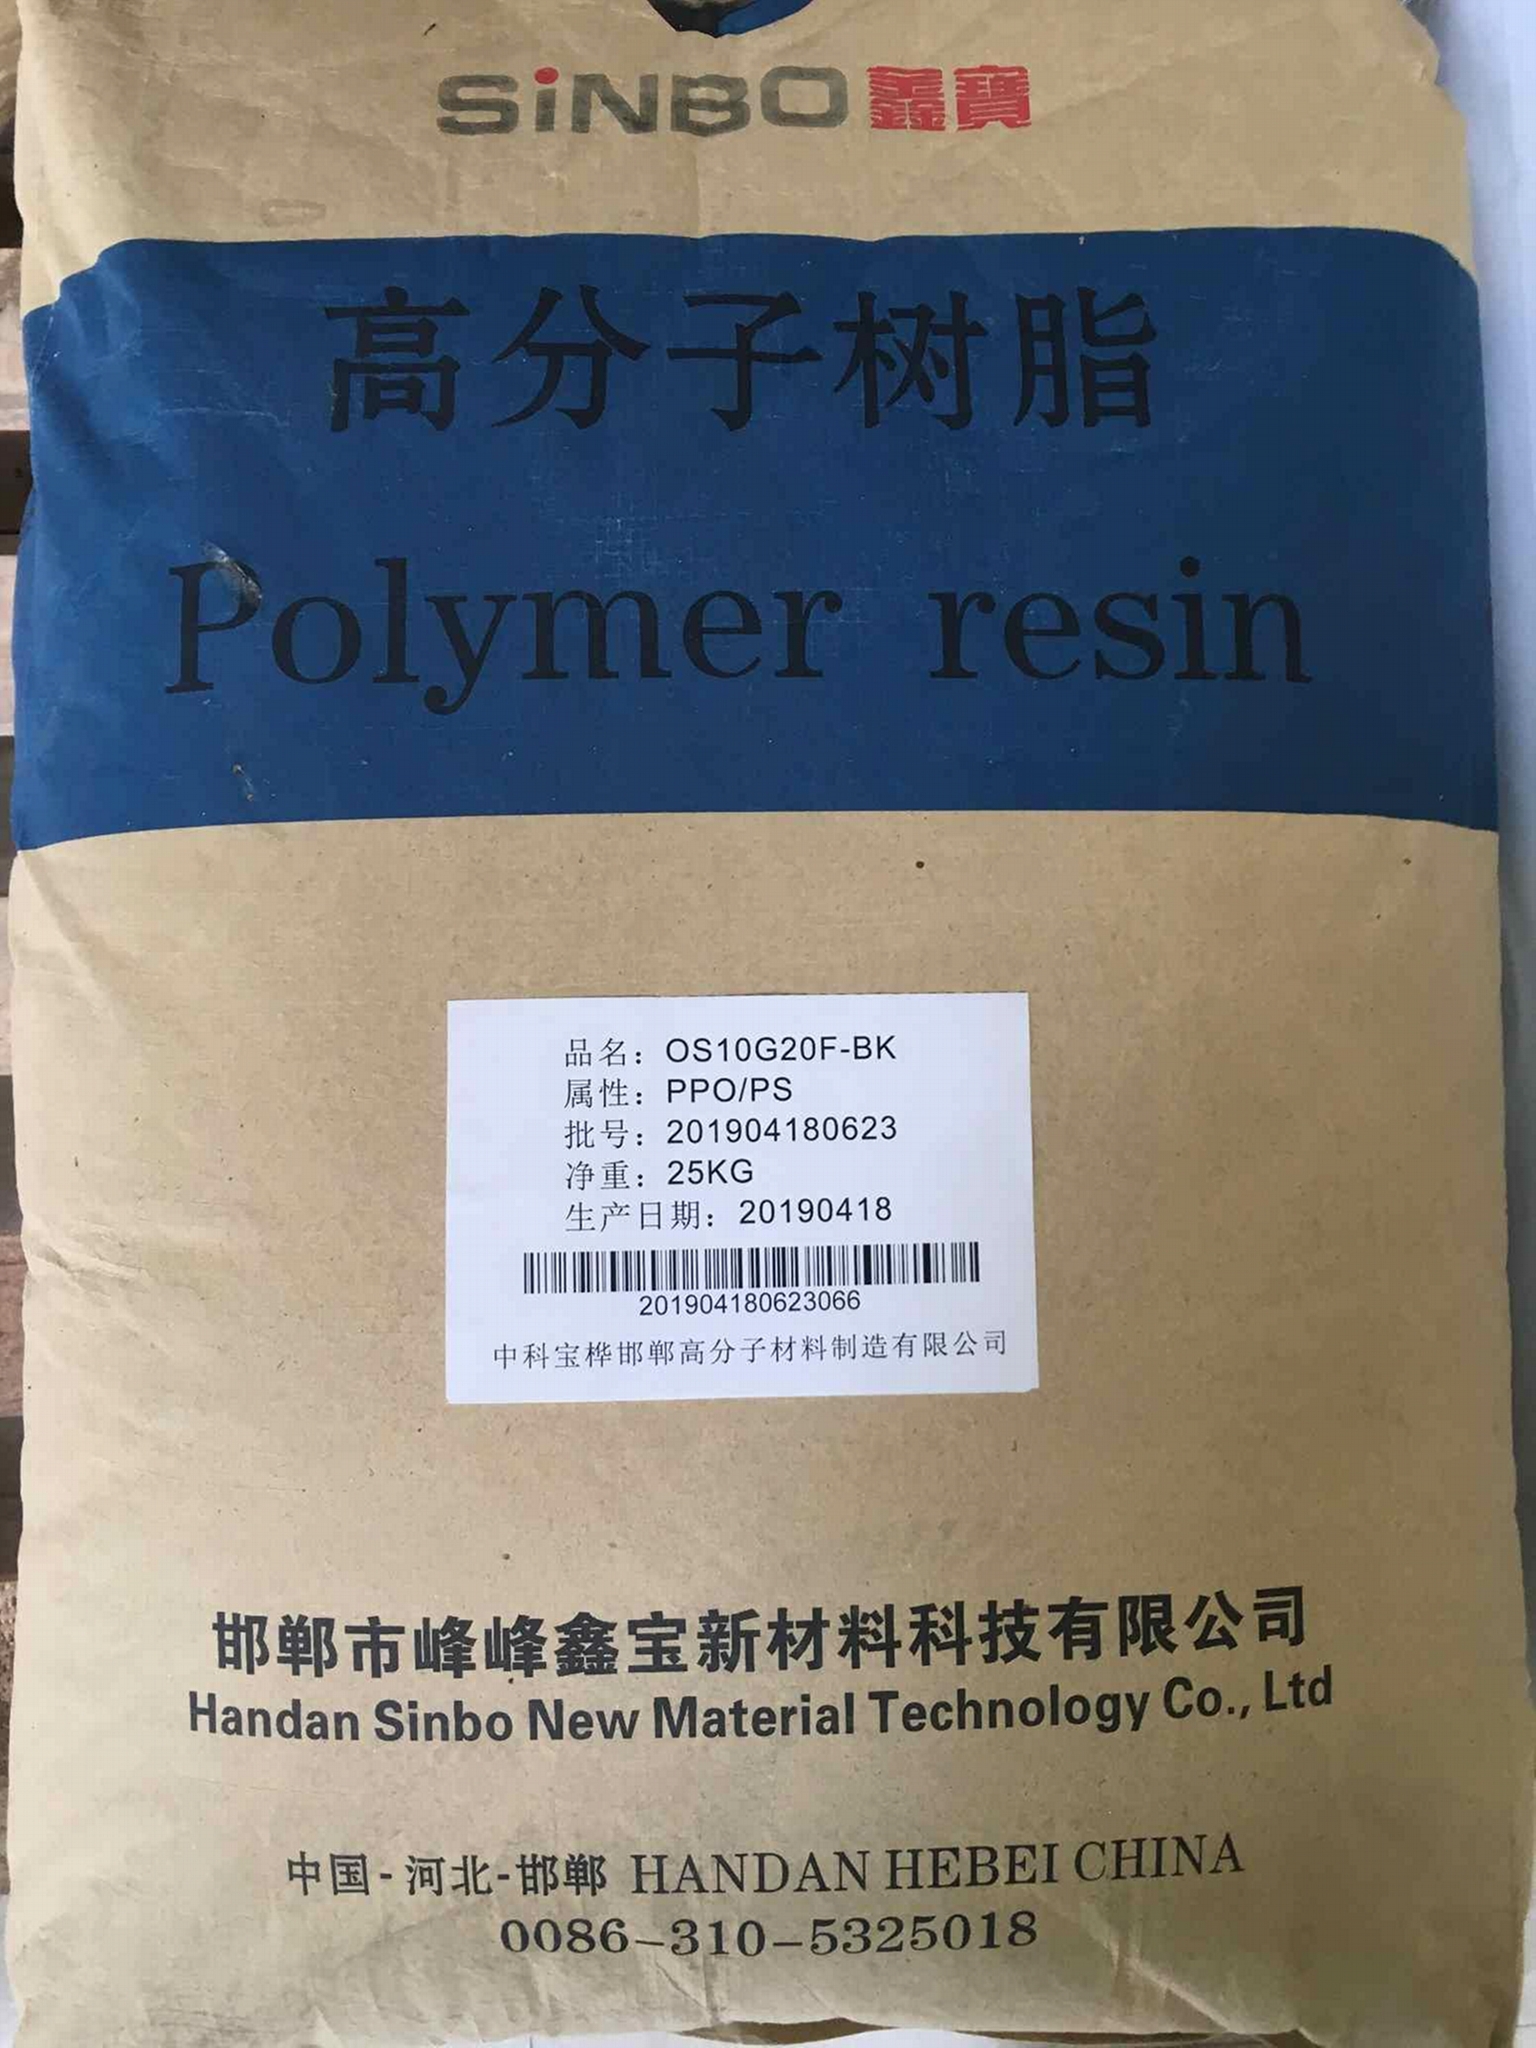 SiNBO 鑫寶
高分子树脂
Polymer resin
品名：OS10G20F-BK
属性：PPO/PS
批号：201904180623
净重：25KG
生产日期：20190418
201904180623066
中科宝桦邯郸高分子材料制造有限公司
邯郸市峰峰鑫宝新材料科技有限公司
Handan Sinbo New Material Technology Co., Ltd
中国-河北-邯郸 HANDAN HEBEI CHINA
0086-310-5325018